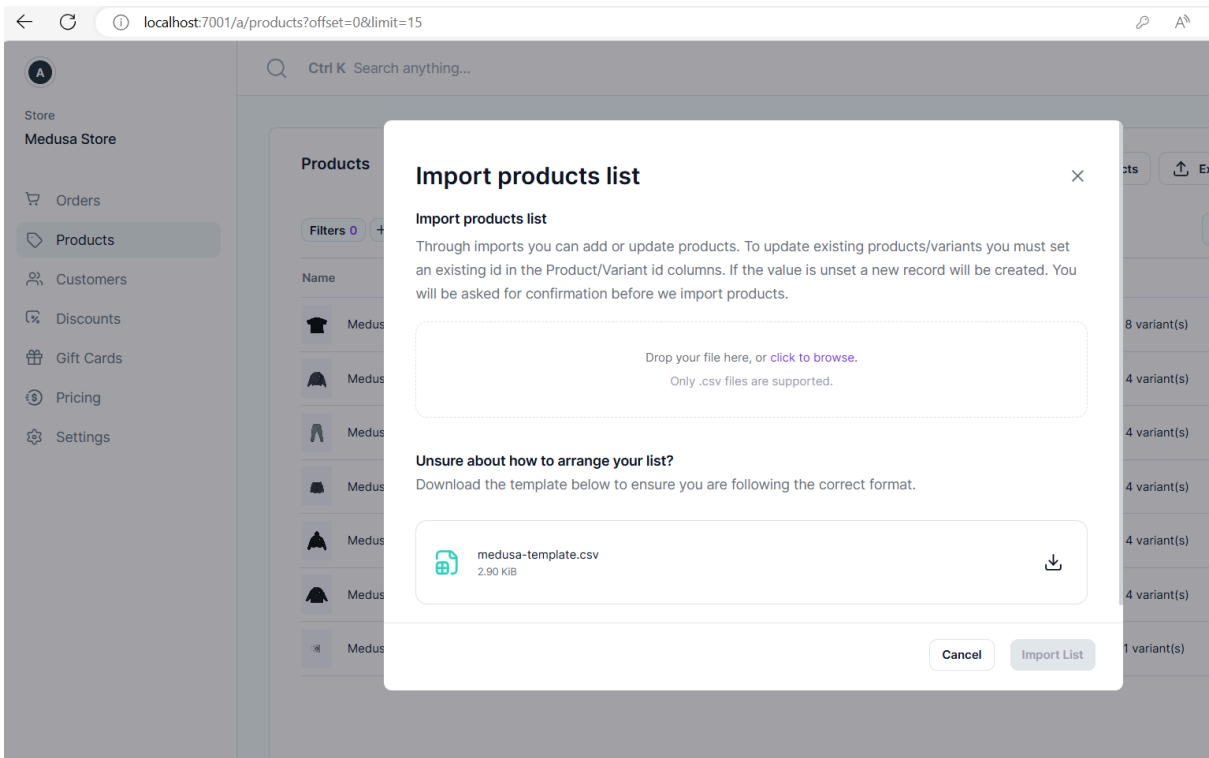 localhost:7001/a/products?offset=0&limit=15
A
Ctrl K Search anything...
Store
Medusa Store
Orders
Products
Customers
Discounts
Gift Cards
Pricing
Settings
Products
Filters 0 +
Name
Medus
8 variant(s)
Medus
4 variant(s)
Medus
4 variant(s)
Medus
4 variant(s)
Medus
4 variant(s)
Medus
4 variant(s)
Medus
1 variant(s)
Import products list
Import products list
Through imports you can add or update products. To update existing products/variants you must set
an existing id in the Product/Variant id columns. If the value is unset a new record will be created. You
will be asked for confirmation before we import products.
Drop your file here, or click to browse.
Only .csv files are supported.
Unsure about how to arrange your list?
Download the template below to ensure you are following the correct format.
medusa-template.csv
2.90 KiB
Cancel
Import List